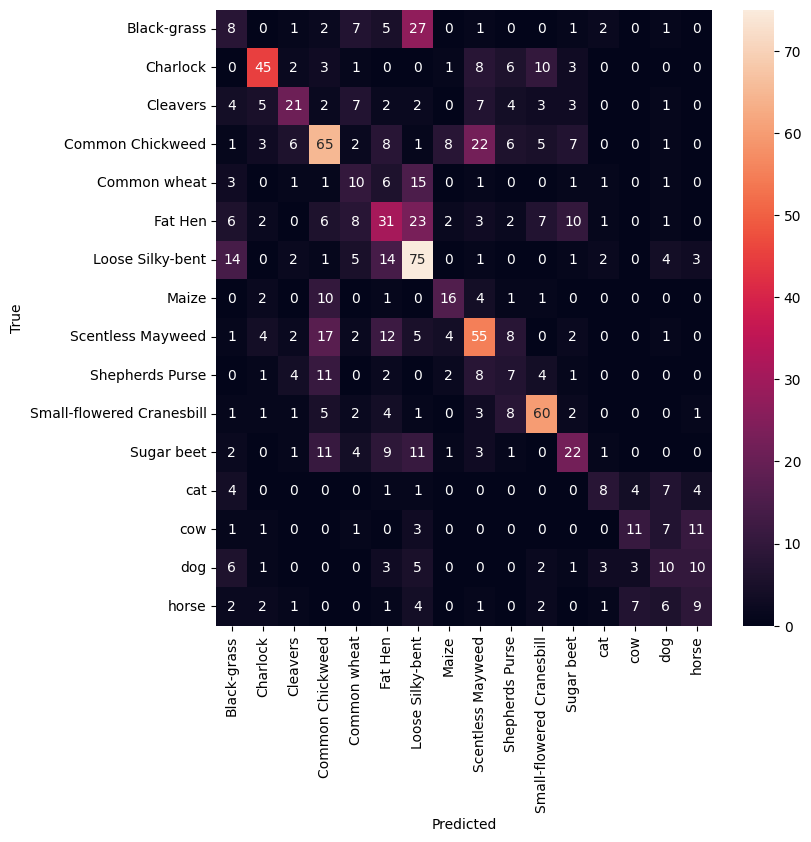 Black-grass 8 0 1 2 7 5 27 0 1 0 0 1 2 0 1 0
Charlock 0 45 2 3 1 0 0 1 8 6 10 3 0 0 0 0
Cleavers 4 5 21 2 7 2 2 0 7 4 3 3 0 0 1 0
Common Chickweed 1 3 6 65 2 8 1 8 22 6 5 7 0 0 1 0
Common wheat 3 0 1 1 10 6 15 0 1 0 0 1 1 0 1 0
Fat Hen 6 2 0 6 8 31 23 2 3 2 7 10 1 0 1 0
Loose Silky-bent 14 0 2 1 5 14 75 0 1 0 0 1 2 0 4 3
Maize 0 2 0 10 0 1 0 16 4 1 1 0 0 0 0 0
Scentless Mayweed 1 4 2 17 2 12 5 4 55 8 0 2 0 0 1 0
Shepherds Purse 0 1 4 11 0 2 0 2 8 7 4 1 0 0 0 0
Small-flowered Cranesbill 1 1 1 5 2 4 1 0 3 8 60 2 0 0 0 1
Sugar beet 2 0 1 11 4 9 11 1 3 1 0 22 1 0 0 0
cat 4 0 0 0 0 1 1 0 0 0 0 0 8 4 7 4
cow 1 1 0 0 1 0 3 0 0 0 0 0 0 11 7 11
dog 6 1 0 0 0 3 5 0 0 0 2 1 3 3 10 10
horse 2 2 1 0 0 1 4 0 1 0 2 0 1 7 6 9
True
Black-grass
Charlock
Cleavers
Common Chickweed
Common wheat
Fat Hen
Loose Silky-bent
Maize
Scentless Mayweed
Shepherds Purse
Small-flowered Cranesbill
Sugar beet
cat
cow
dog
horse
Predicted
70
60
50
40
30
20
10
0